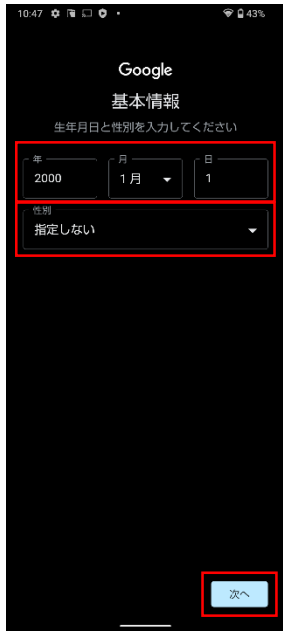 10:47 43%
Google
基本情報
生年月日と性別を入力してください
年 月 日
2000 1月 1
性別
指定しない
次へ